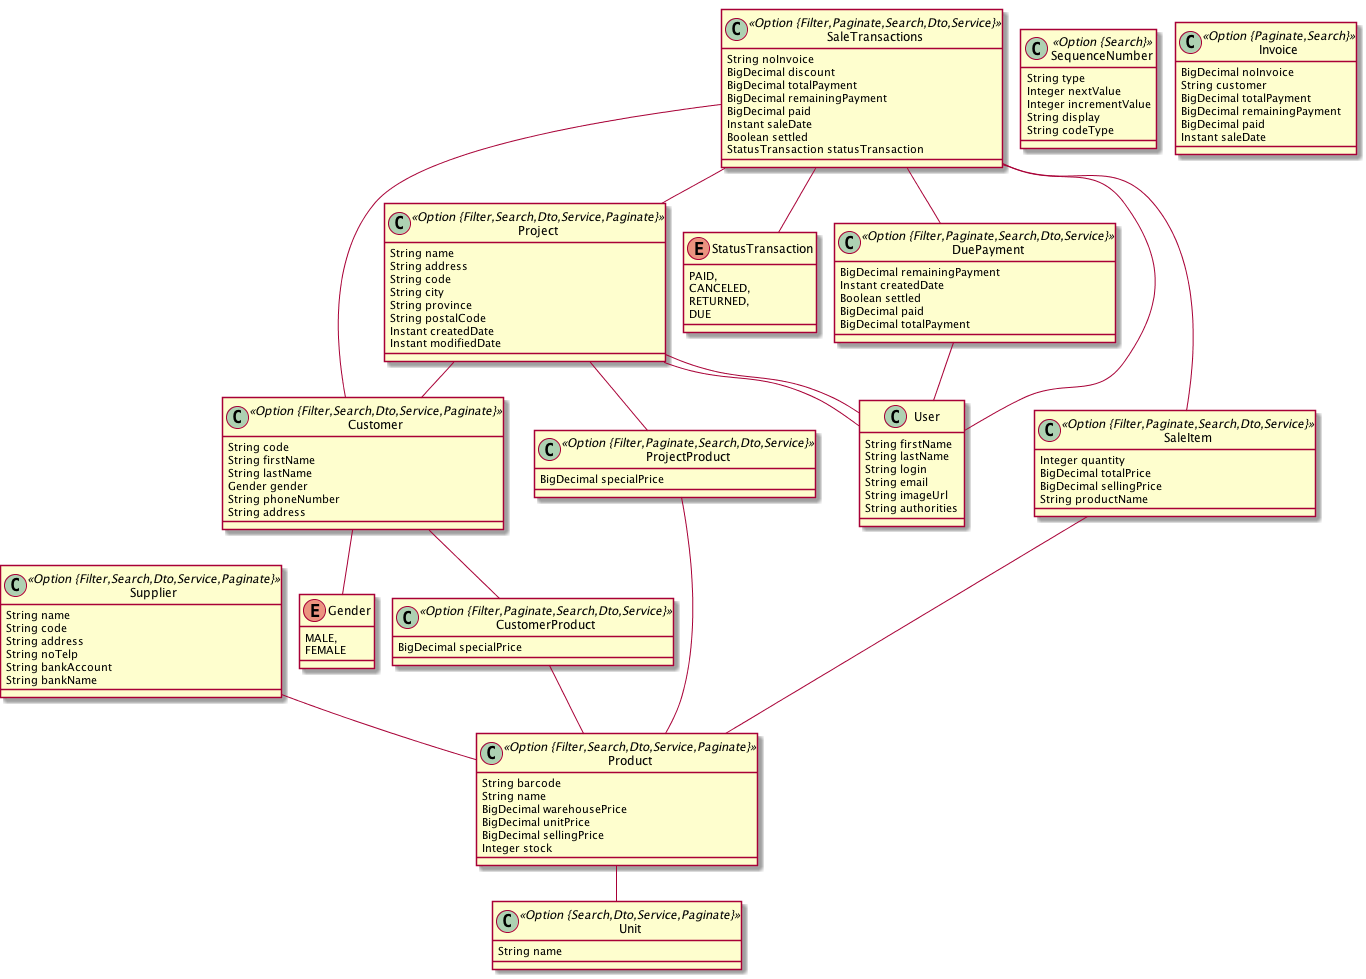 C
«Option {Filter,Paginate,Search,Dto,Service}»
SaleTransactions
String noInvoice
BigDecimal discount
BigDecimal totalPayment
BigDecimal remainingPayment
BigDecimal paid
Instant saleDate
Boolean settled
StatusTransaction statusTransaction
C
«Option {Search}»
SequenceNumber
String type
Integer nextValue
Integer incrementValue
String display
String codeType
C
«Option {Paginate,Search}»
Invoice
BigDecimal noInvoice
String customer
BigDecimal totalPayment
BigDecimal remainingPayment
BigDecimal paid
Instant saleDate
C
«Option {Filter,Search,Dto,Service,Paginate}»
Project
String name
String address
String code
String city
String province
String postalCode
Instant createdDate
Instant modifiedDate
E
StatusTransaction
PAID,
CANCELED,
RETURNED,
DUE
C
«Option {Filter,Paginate,Search,Dto,Service}»
DuePayment
BigDecimal remainingPayment
Instant createdDate
Boolean settled
BigDecimal paid
BigDecimal totalPayment
C
«Option {Filter,Search,Dto,Service,Paginate}»
Customer
String code
String firstName
String lastName
Gender gender
String phoneNumber
String address
C
«Option {Filter,Paginate,Search,Dto,Service}»
ProjectProduct
BigDecimal specialPrice
C
User
String firstName
String lastName
String login
String email
String imageUrl
String authorities
C
«Option {Filter,Paginate,Search,Dto,Service}»
SaleItem
Integer quantity
BigDecimal totalPrice
BigDecimal sellingPrice
String productName
C
«Option {Filter,Search,Dto,Service,Paginate}»
Supplier
String name
String code
String address
String noTelp
String bankAccount
String bankName
E
Gender
MALE,
FEMALE
C
«Option {Filter,Paginate,Search,Dto,Service}»
CustomerProduct
BigDecimal specialPrice
C
«Option {Filter,Search,Dto,Service,Paginate}»
Product
String barcode
String name
BigDecimal warehousePrice
BigDecimal unitPrice
BigDecimal sellingPrice
Integer stock
C
«Option {Search,Dto,Service,Paginate}»
Unit
String name